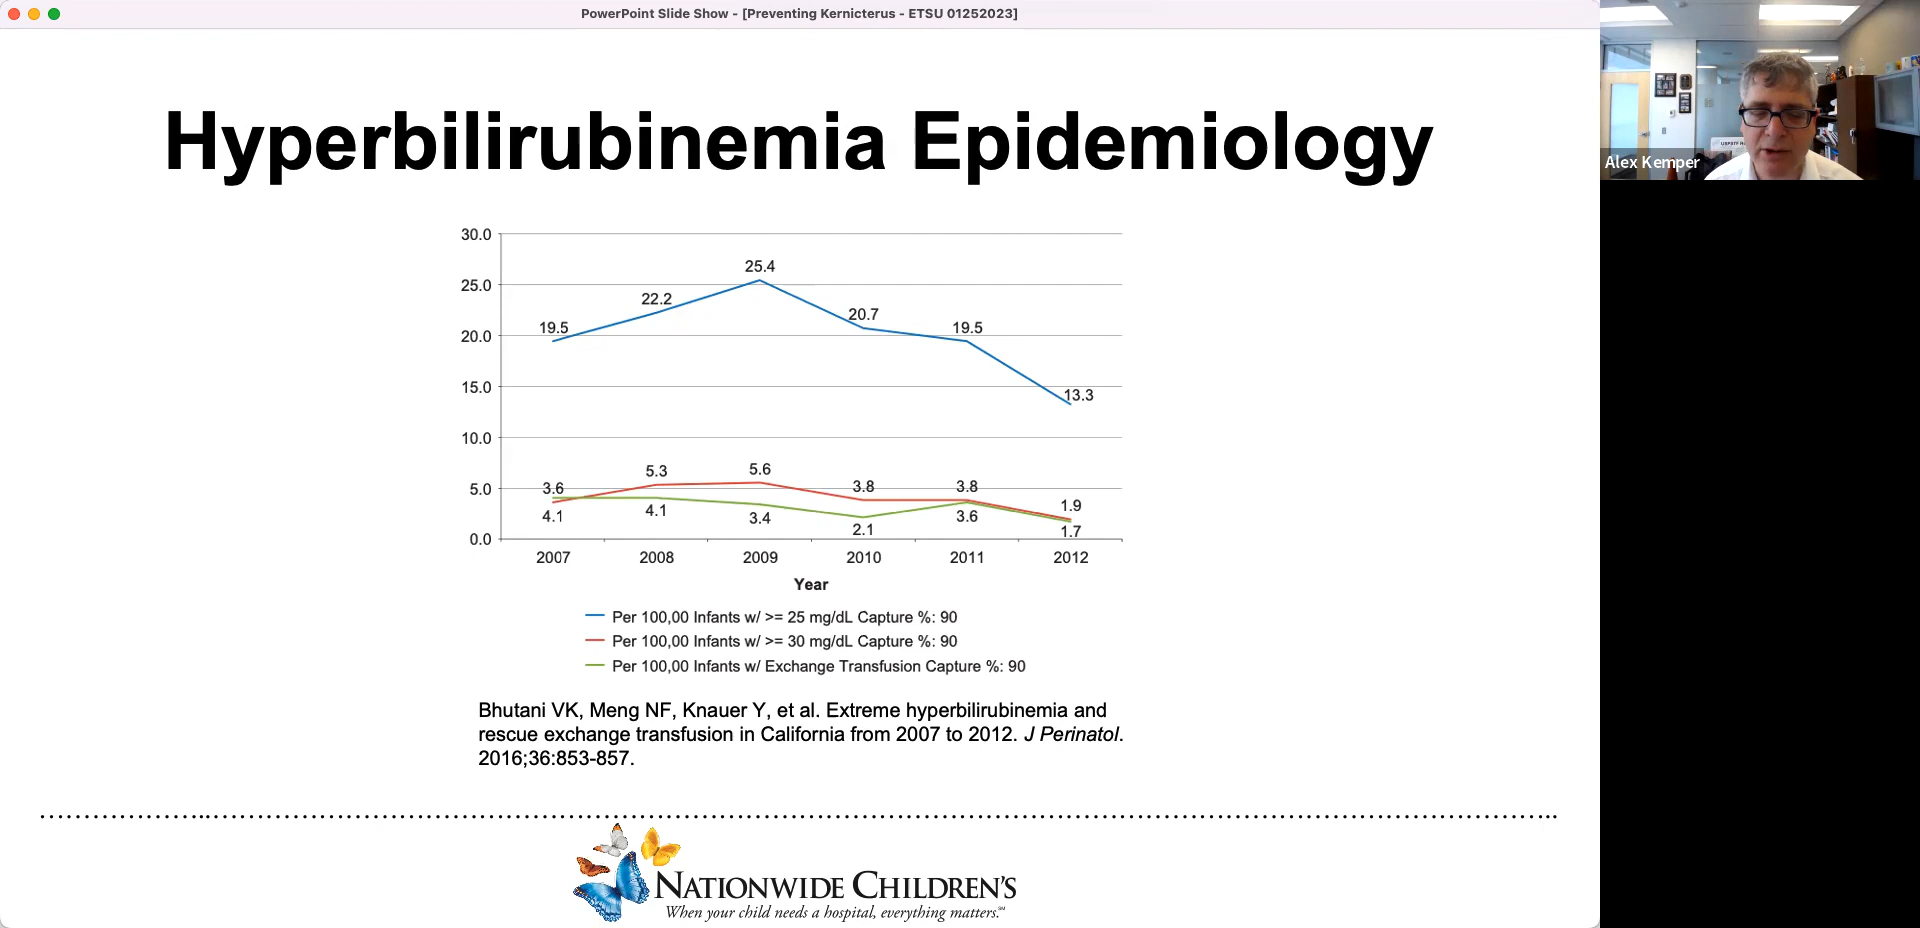 PowerPoint Slide Show - [Preventing Kernicterus - ETSU 01252023]
Alex Kemper
Hyperbilirubinemia Epidemiology
30.0
25.0
20.0
15.0
10.0
5.0
0.0
19.5
22.2
25.4
20.7
19.5
13.3
3.6
5.3
5.6
3.8
3.8
1.9
4.1
4.1
3.4
2.1
3.6
1.7
2007 2008 2009 2010 2011 2012
Year
Per 100,00 Infants w/ >= 25 mg/dL Capture %: 90
Per 100,00 Infants w/ >= 30 mg/dL Capture %: 90
Per 100,00 Infants w/ Exchange Transfusion Capture %: 90
Bhutani VK, Meng NF, Knauer Y, et al. Extreme hyperbilirubinemia and
rescue exchange transfusion in California from 2007 to 2012. J Perinatol.
2016;36:853-857.
NATIONWIDE CHILDREN'S
When your child needs a hospital, everything matters.℠